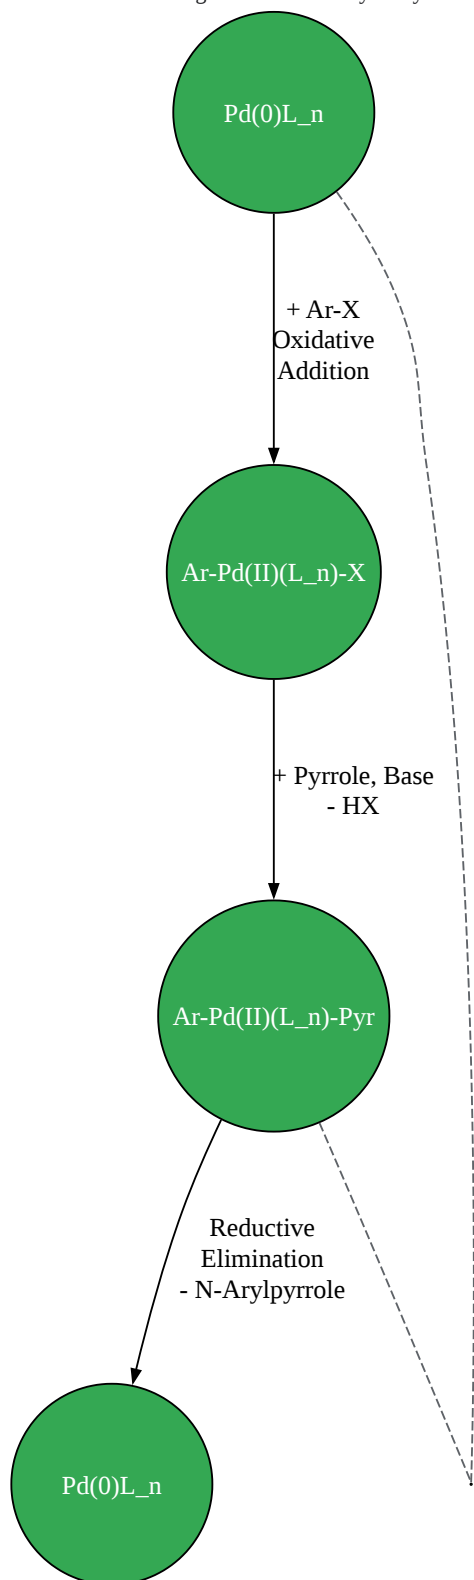 Pd(0)L_n
+ Ar-X
Oxidative
Addition
Ar-Pd(II)(L_n)-X
+ Pyrrole, Base
- HX
Ar-Pd(II)(L_n)-Pyr
Reductive
Elimination
- N-Arylpyrrole
Pd(0)L_n